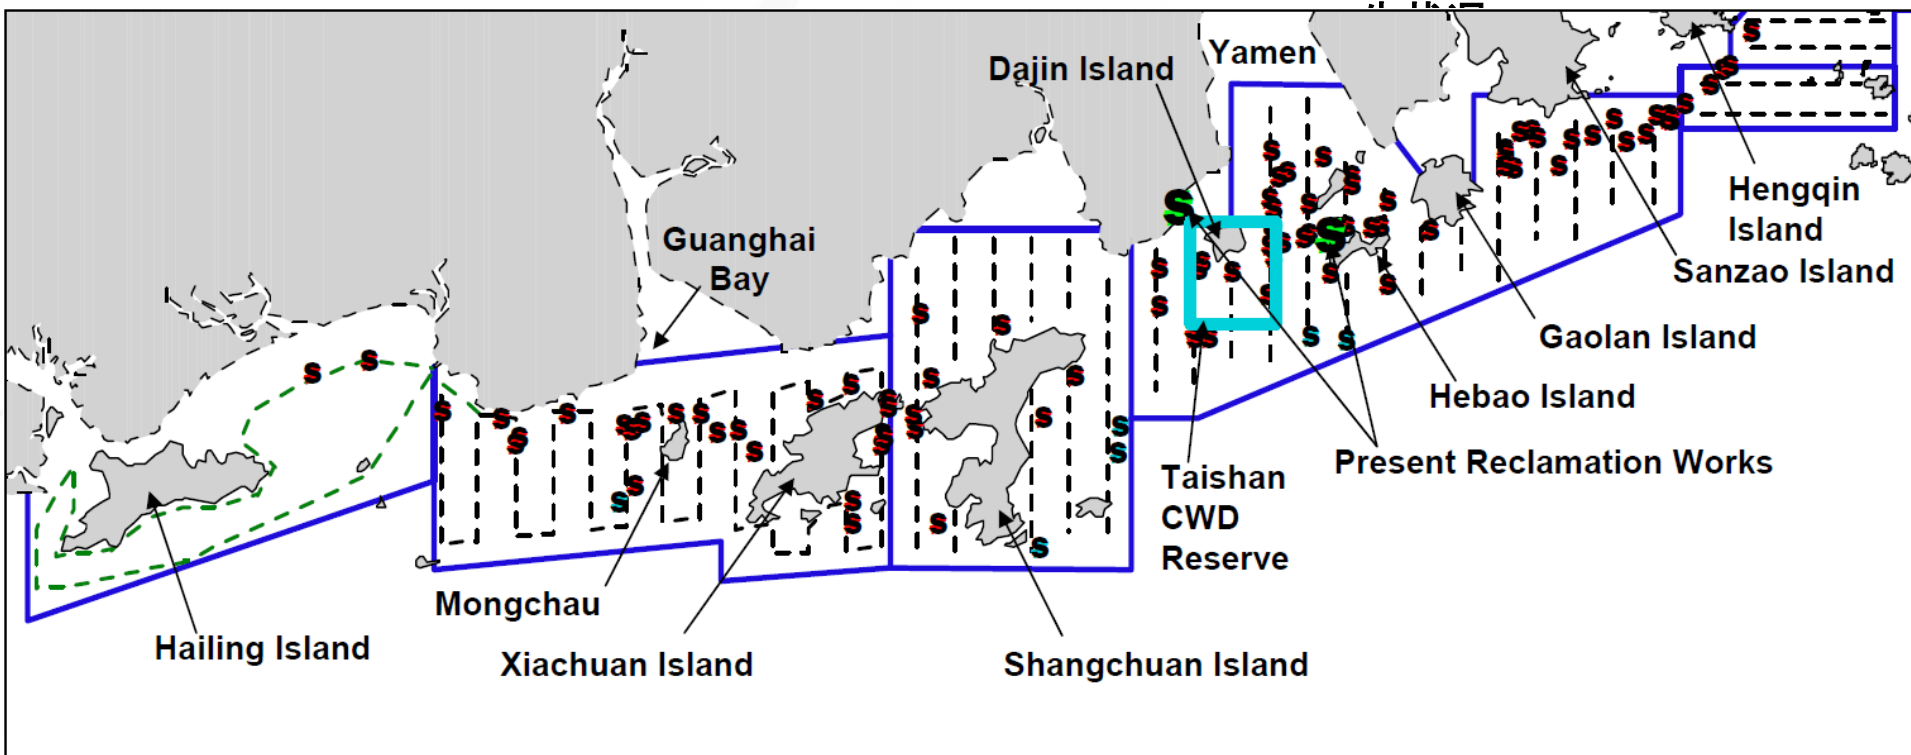 Yamen
Dajin Island
Hengqin
Island
Guanghai
Bay
Sanzao Island
Gaolan Island
Hebao Island
Present Reclamation Works
Taishan
CWD
Reserve
Mongchau
Hailing Island
Xiachuan Island
Shangchuan Island